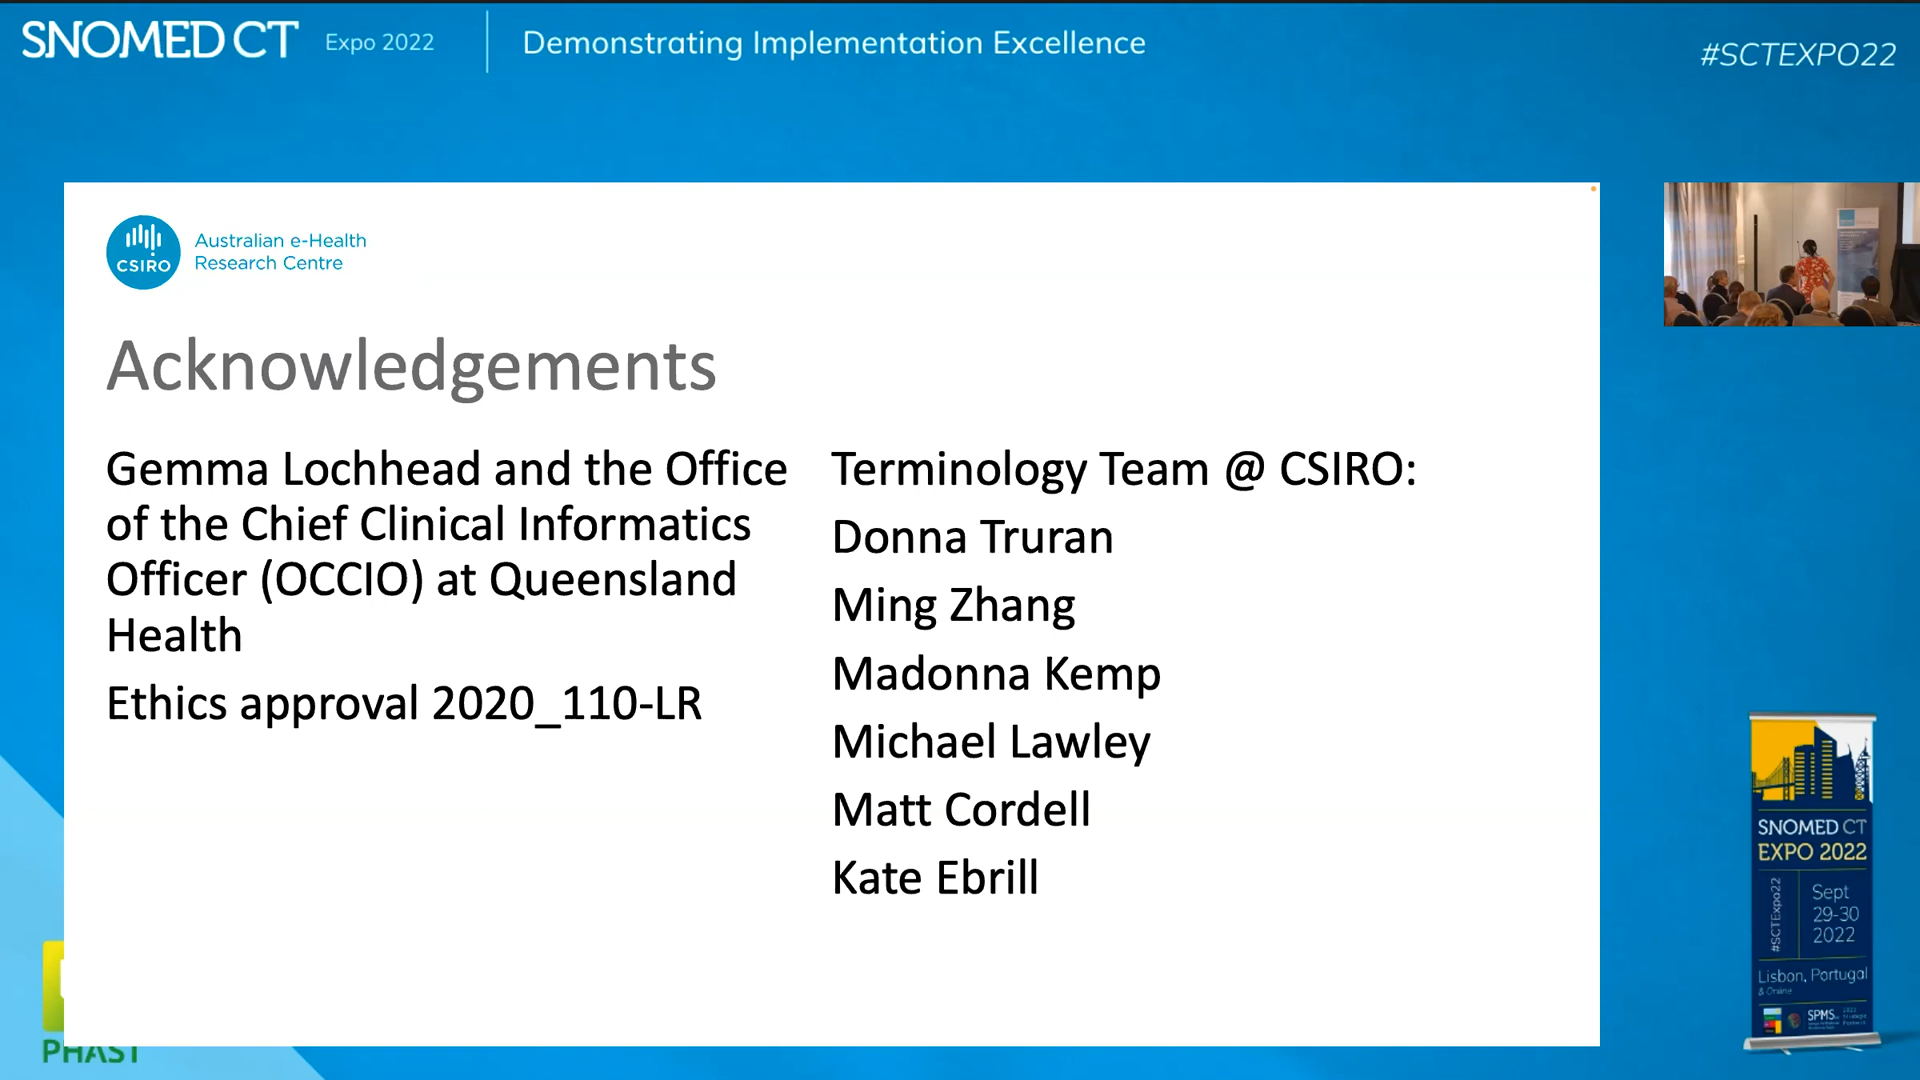 SNOMED CT Expo 2022 Demonstrating Implementation Excellence
#SCTEXPO22
CSIRO
Australian e-Health
Research Centre
Acknowledgements
Gemma Lochhead and the Office
of the Chief Clinical Informatics
Officer (OCCIO) at Queensland
Health
Ethics approval 2020_110-LR
Terminology Team @ CSIRO:
Donna Truran
Ming Zhang
Madonna Kemp
Michael Lawley
Matt Cordell
Kate Ebrill
SNOMED CT
EXPO 2022
#SCTExpo22
Sept
29-30
2022
Lisbon, Portugal
& Online
SPMS
PHAST